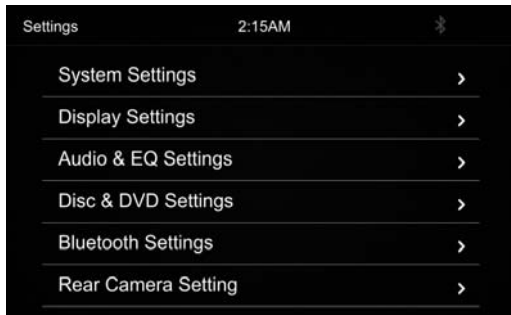 Settings 2:15AM
System Settings
Display Settings
Audio & EQ Settings
Disc & DVD Settings
Bluetooth Settings
Rear Camera Setting